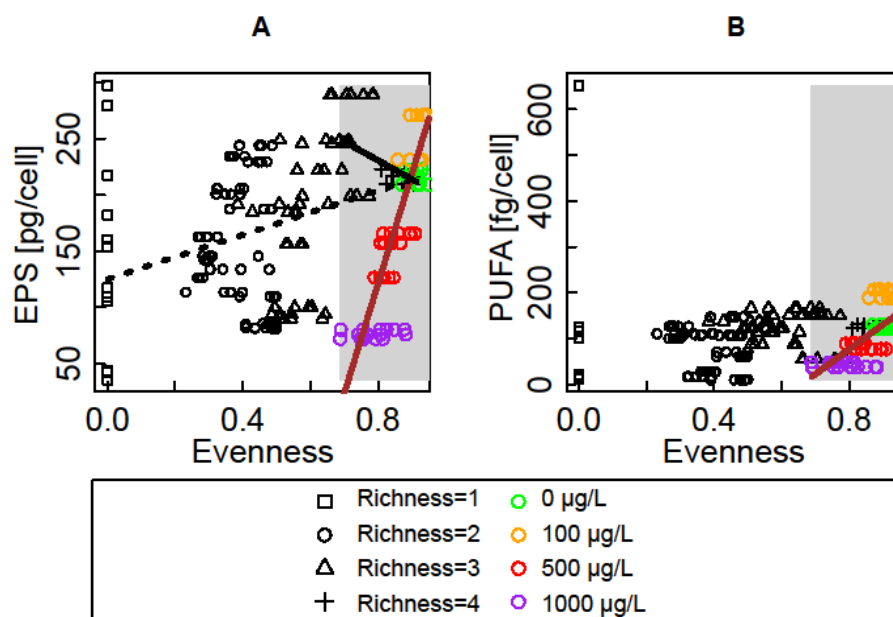 A B
EPS [pg/cell]
50 150 250
0.0 0.4 0.8
Evenness
PUFA [fg/cell]
0 200 400 600
0.0 0.4 0.8
Evenness
Richness=1 0 µg/L
Richness=2 100 µg/L
Richness=3 500 µg/L
Richness=4 1000 µg/L